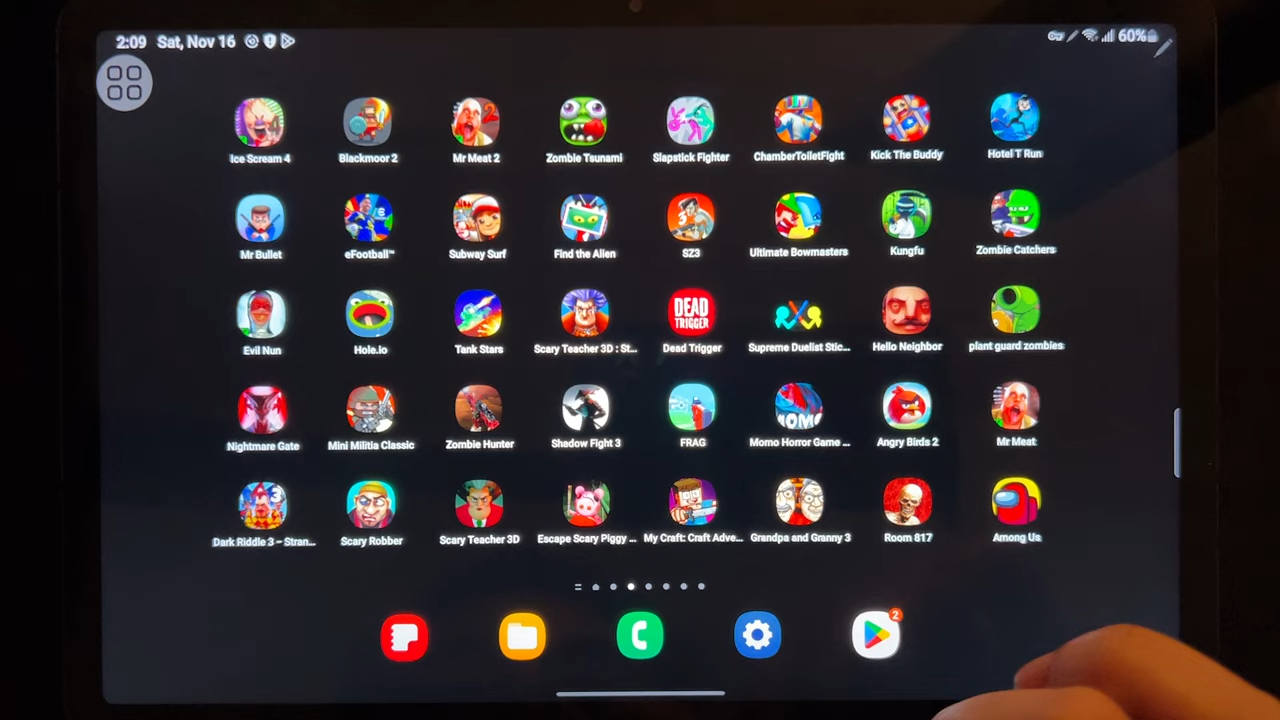 2:09 Sat, Nov 16
60%
Ice Scream 4 Blackmoor 2 Mr Meat 2 Zombie Tsunami Slapstick Fighter ChamberToiletFight Kick The Buddy Hotel T Run
Mr Bullet eFootball™ Subway Surf Find the Alien SZ3 Ultimate Bowmasters Kungfu Zombie Catchers
DEAD
TRIGGER
Evil Nun Hole.io Tank Stars Scary Teacher 3D : St... Dead Trigger Supreme Duelist Stic... Hello Neighbor plant guard zombies
MOMO
Nightmare Gate Mini Militia Classic Zombie Hunter Shadow Fight 3 FRAG Momo Horror Game ... Angry Birds 2 Mr Meat
3
Dark Riddle 3 – Stran... Scary Robber Scary Teacher 3D Escape Scary Piggy ... My Craft: Craft Adve... Grandpa and Granny 3 Room 817 Among Us
2